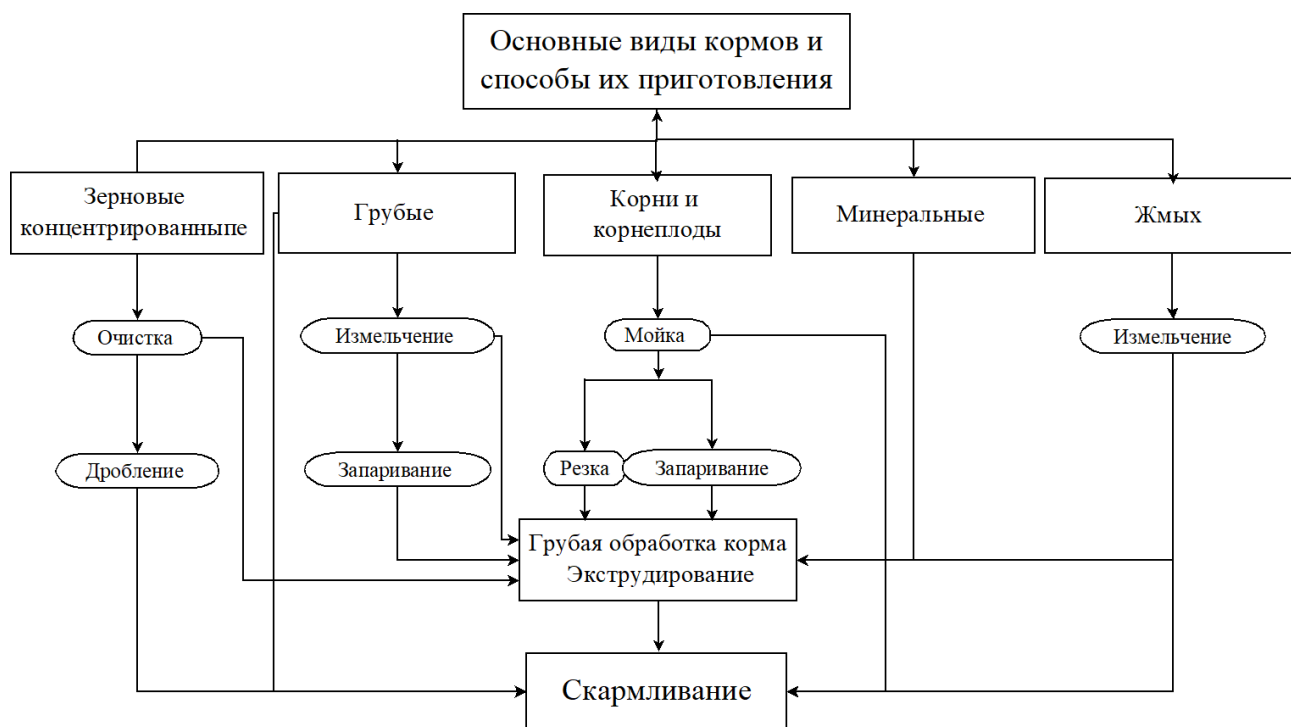 Основные виды кормов и
способы их приготовления
Зерновые
концентрированныпе
Грубые
Корни и
корнеплоды
Минеральные
Жмых
Очистка
Измельчение
Мойка
Измельчение
Дробление
Запаривание
Резка
Запаривание
Грубая обработка корма
Экструдирование
Скармливание